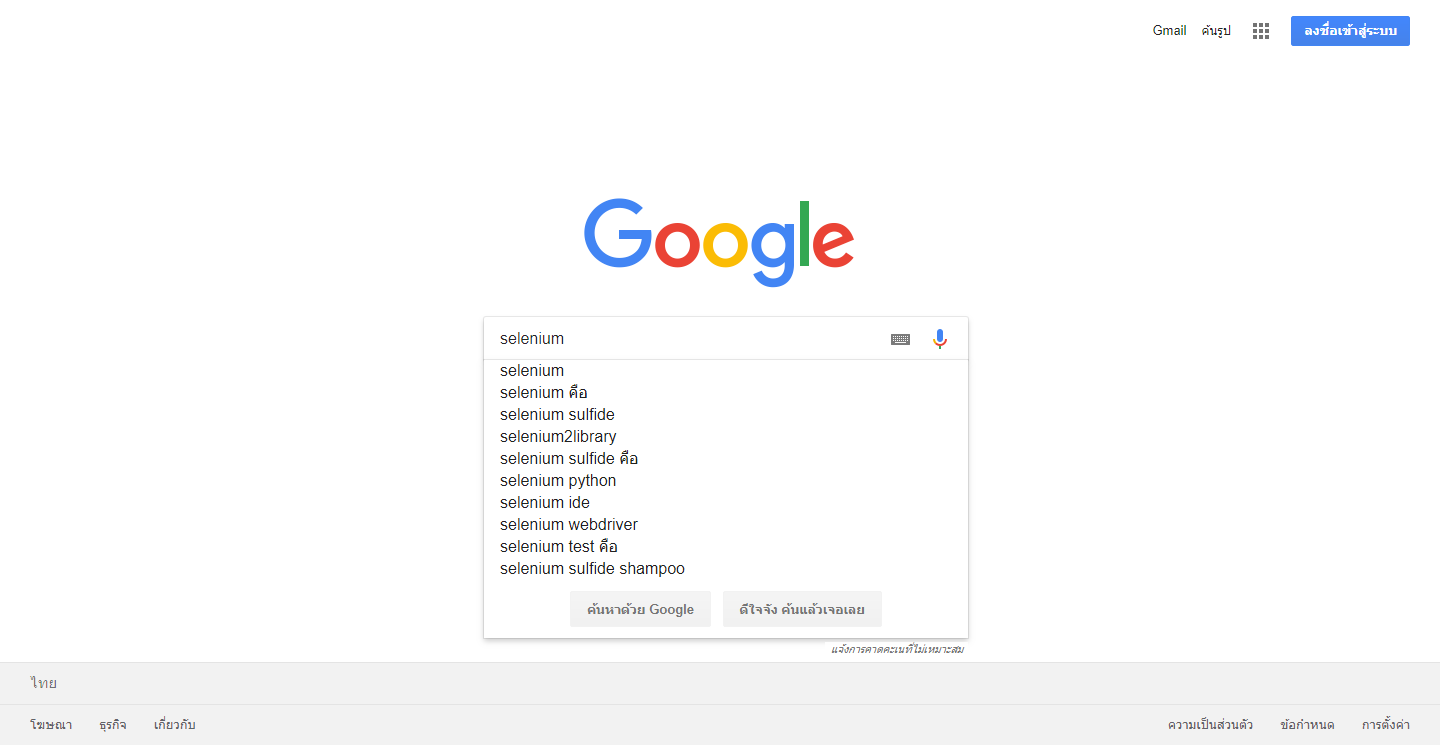 Gmail ค้นรูป ลงชื่อเข้าสู่ระบบ
Google
selenium
selenium
selenium คือ
selenium sulfide
selenium2library
selenium sulfide คือ
selenium python
selenium ide
selenium webdriver
selenium test คือ
selenium sulfide shampoo
ค้นหาด้วย Google ดีใจจัง ค้นแล้วเจอเลย
แจ้งการคาดคะเนที่ไม่เหมาะสม
ไทย
โฆษณา ธุรกิจ เกี่ยวกับ ความเป็นส่วนตัว ข้อกำหนด การตั้งค่า